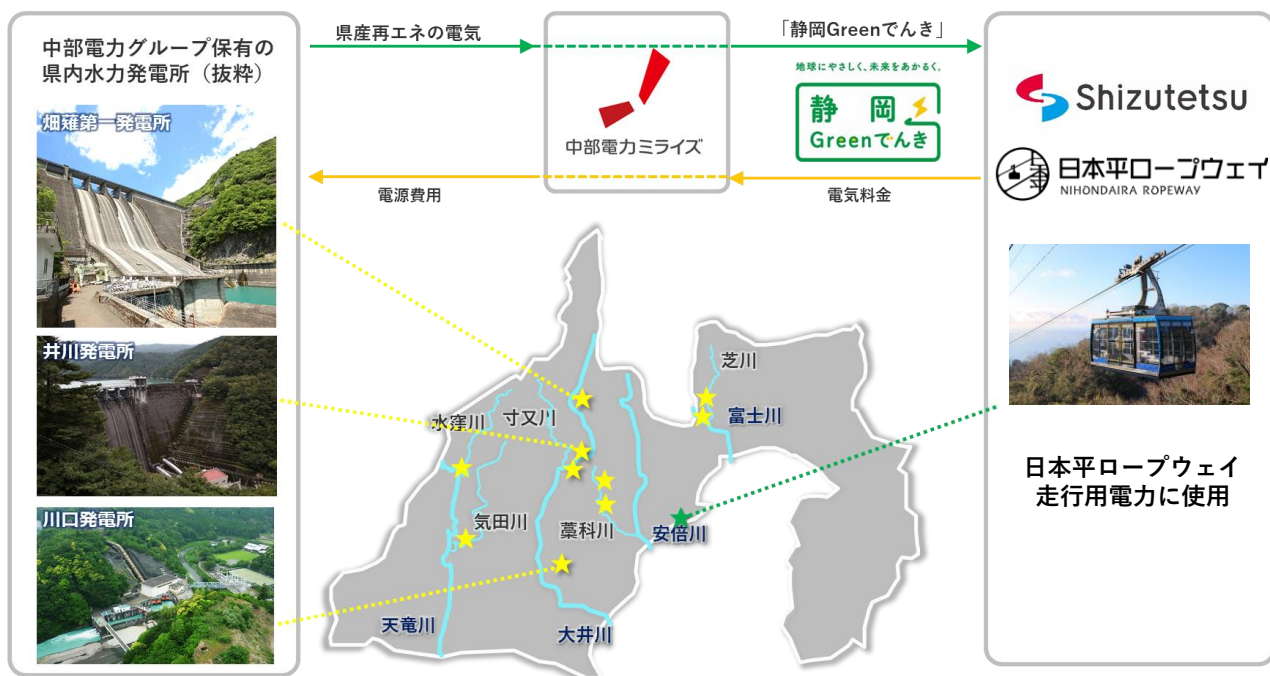 中部電力グループ保有の
県内水力発電所（抜粋）
畑薙第一発電所
井川発電所
川口発電所
県産再エネの電気
「静岡Greenでんき」
中部電力ミライズ
地球にやさしく、未来をあかるく。
静岡
Greenでんき
電源費用
電気料金
Shizutetsu
日本平ロープウェイ
NIHONDAIRA ROPEWAY
日本平ロープウェイ
走行用電力に使用
芝川
富士川
寸又川
水窪川
気田川
藁科川
安倍川
天竜川
大井川